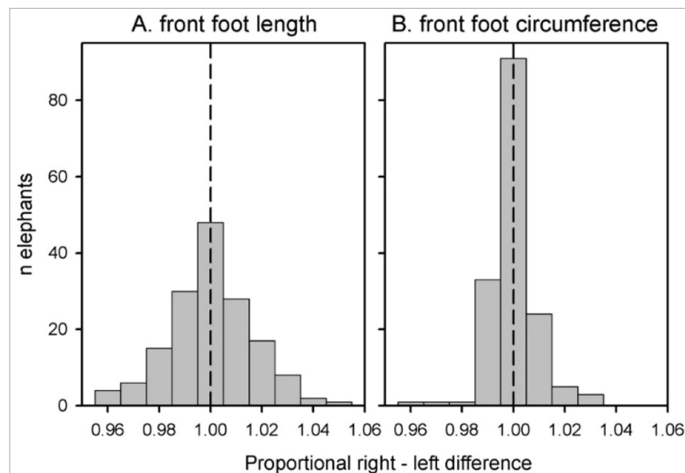 A. front foot length
B. front foot circumference
n elephants
80
60
40
20
0
0.96 0.98 1.00 1.02 1.04 1.06
0.96 0.98 1.00 1.02 1.04 1.06
Proportional right - left difference